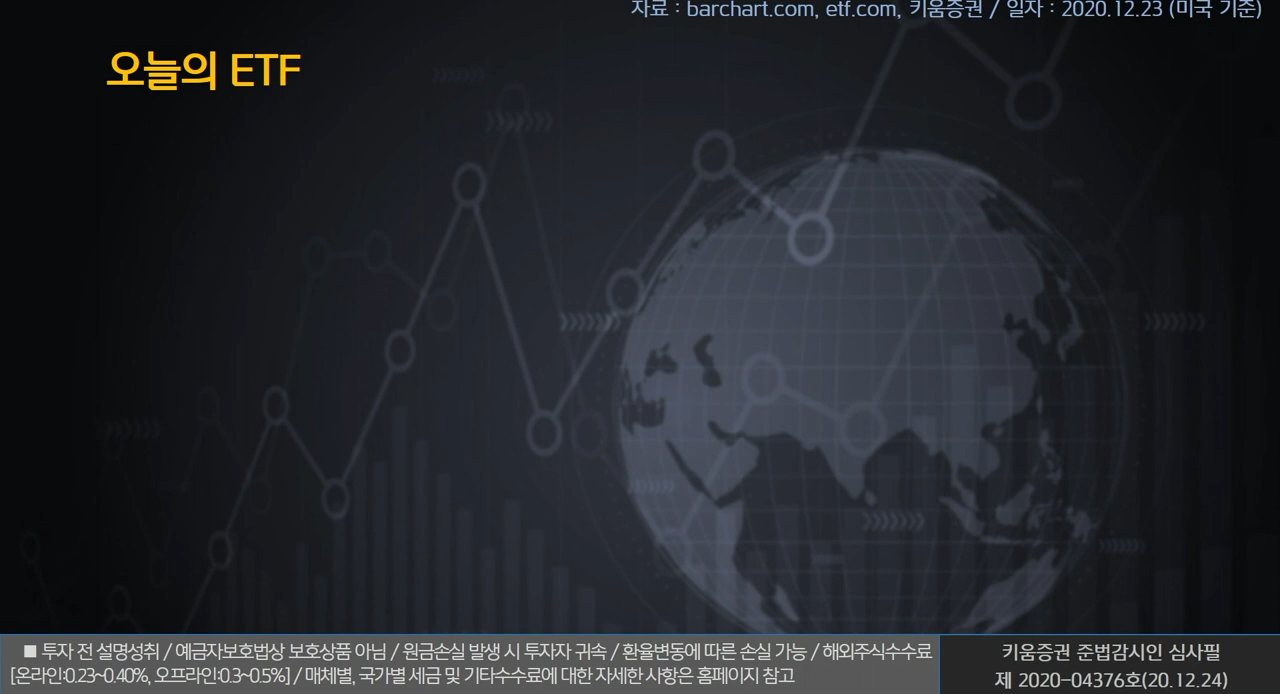 자료 : barchart.com, etf.com, 키움증권 / 일자 : 2020.12.23 (미국 기준)
오늘의 ETF
■ 투자 전 설명성취 / 예금자보호법상 보호상품 아님 / 원금손실 발생 시 투자자 귀속 / 환율변동에 따른 손실 가능 / 해외주식수수료
[온라인:0.23~0.40%, 오프라인:0.3~0.5%] / 매체별, 국가별 세금 및 기타수수료에 대한 자세한 사항은 홈페이지 참고
키움증권 준법감시인 심사필
제 2020-04376호(20.12.24)